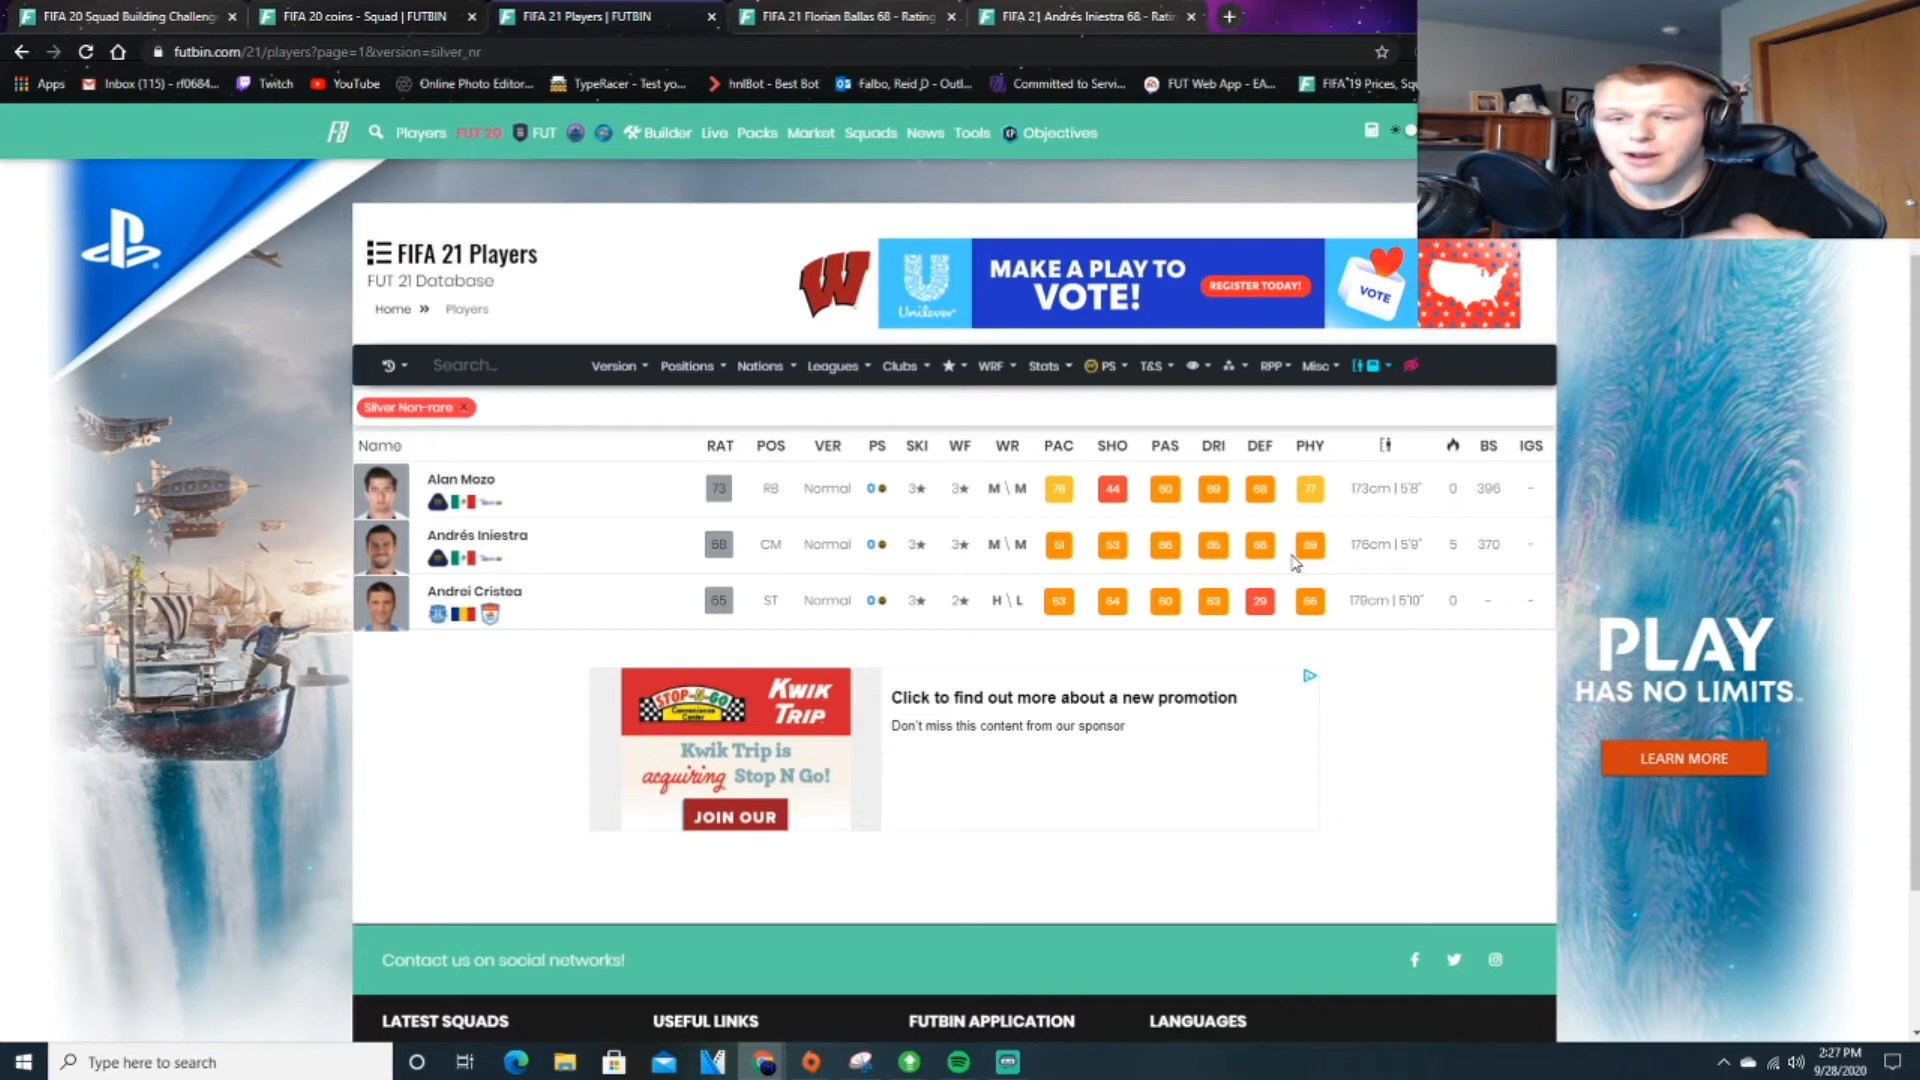 FIFA 20 Squad Building Challeng
FIFA 20 coins - Squad | FUTBIN
FIFA 21 Players | FUTBIN
FIFA 21 Florian Ballas 68 - Rating
FIFA 21 Andrés Iniestra 68 - Ratin
futbin.com/21/players?page=1&version=silver_nr
Apps
Inbox (115) - rf0684...
Twitch
YouTube
Online Photo Editor...
TypeRacer - Test yo...
hnlBot - Best Bot
Falbo, Reid D - Outl...
Committed to Servi...
FUT Web App - EA...
FIFA 19 Prices, Squ
Players FUT 20 FUT Builder Live Packs Market Squads News Tools Objectives
FIFA 21 Players
FUT 21 Database
Home » Players
W
Unilever
MAKE A PLAY TO
VOTE!
REGISTER TODAY!
VOTE
Search...
Version Positions Nations Leagues Clubs WRF Stats PS T&S RPP Misc
Silver Non-rare ×
Name RAT POS VER PS SKI WF WR PAC SHO PAS DRI DEF PHY BS IGS
Alan Mozo 73 RB Normal 0 3★ 3★ M \ M 78 44 60 69 68 77 173cm | 5'8" 0 396 -
Andrés Iniestra 68 CM Normal 0 3★ 3★ M \ M 51 53 66 65 66 69 176cm | 5'9" 5 370 -
Andrei Cristea 65 ST Normal 0 3★ 2★ H \ L 63 64 60 63 29 66 179cm | 5'10" 0 - -
STOP-N-GO
KWIK
TRIP
Kwik Trip is
acquiring Stop N Go!
JOIN OUR
Click to find out more about a new promotion
Don't miss this content from our sponsor
PLAY
HAS NO LIMITS™
LEARN MORE
Contact us on social networks!
LATEST SQUADS
USEFUL LINKS
FUTBIN APPLICATION
LANGUAGES
Type here to search
2:27 PM
9/28/2020